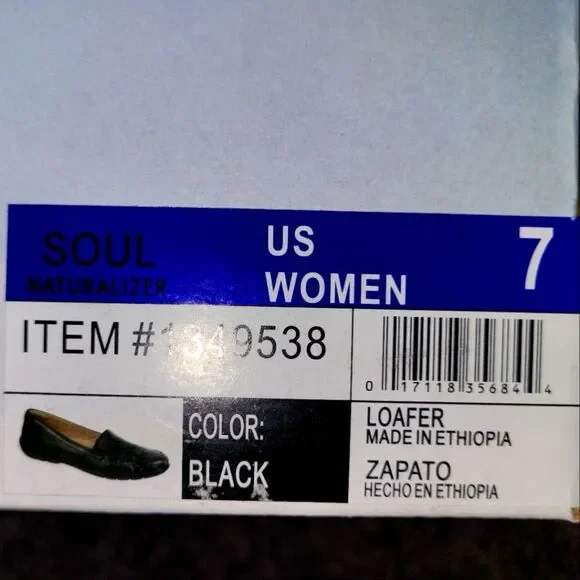 SOUL
NATURALIZER
US
WOMEN
7
ITEM #1349538
0 17118 35684 4
COLOR:
BLACK
LOAFER
MADE IN ETHIOPIA
ZAPATO
HECHO EN ETHIOPIA